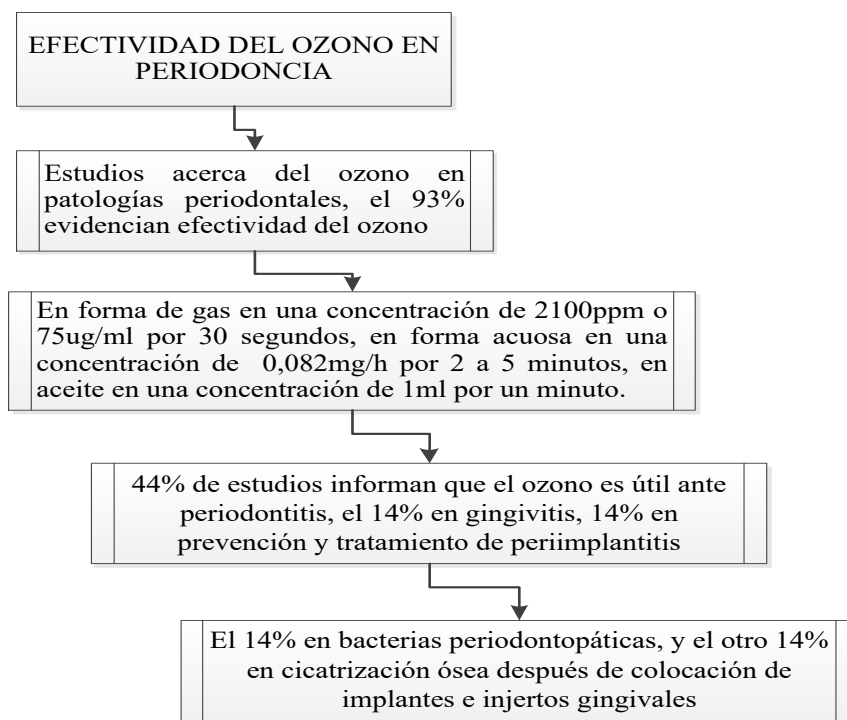 EFECTIVIDAD DEL OZONO EN
PERIODONCIA
Estudios acerca del ozono en
patologías periodontales, el 93%
evidencian efectividad del ozono
En forma de gas en una concentración de 2100ppm o
75ug/ml por 30 segundos, en forma acuosa en una
concentración de 0,082mg/h por 2 a 5 minutos, en
aceite en una concentración de 1ml por un minuto.
44% de estudios informan que el ozono es útil ante
periodontitis, el 14% en gingivitis, 14% en
prevención y tratamiento de periimplantitis
El 14% en bacterias periodontopáticas, y el otro 14%
en cicatrización ósea después de colocación de
implantes e injertos gingivales